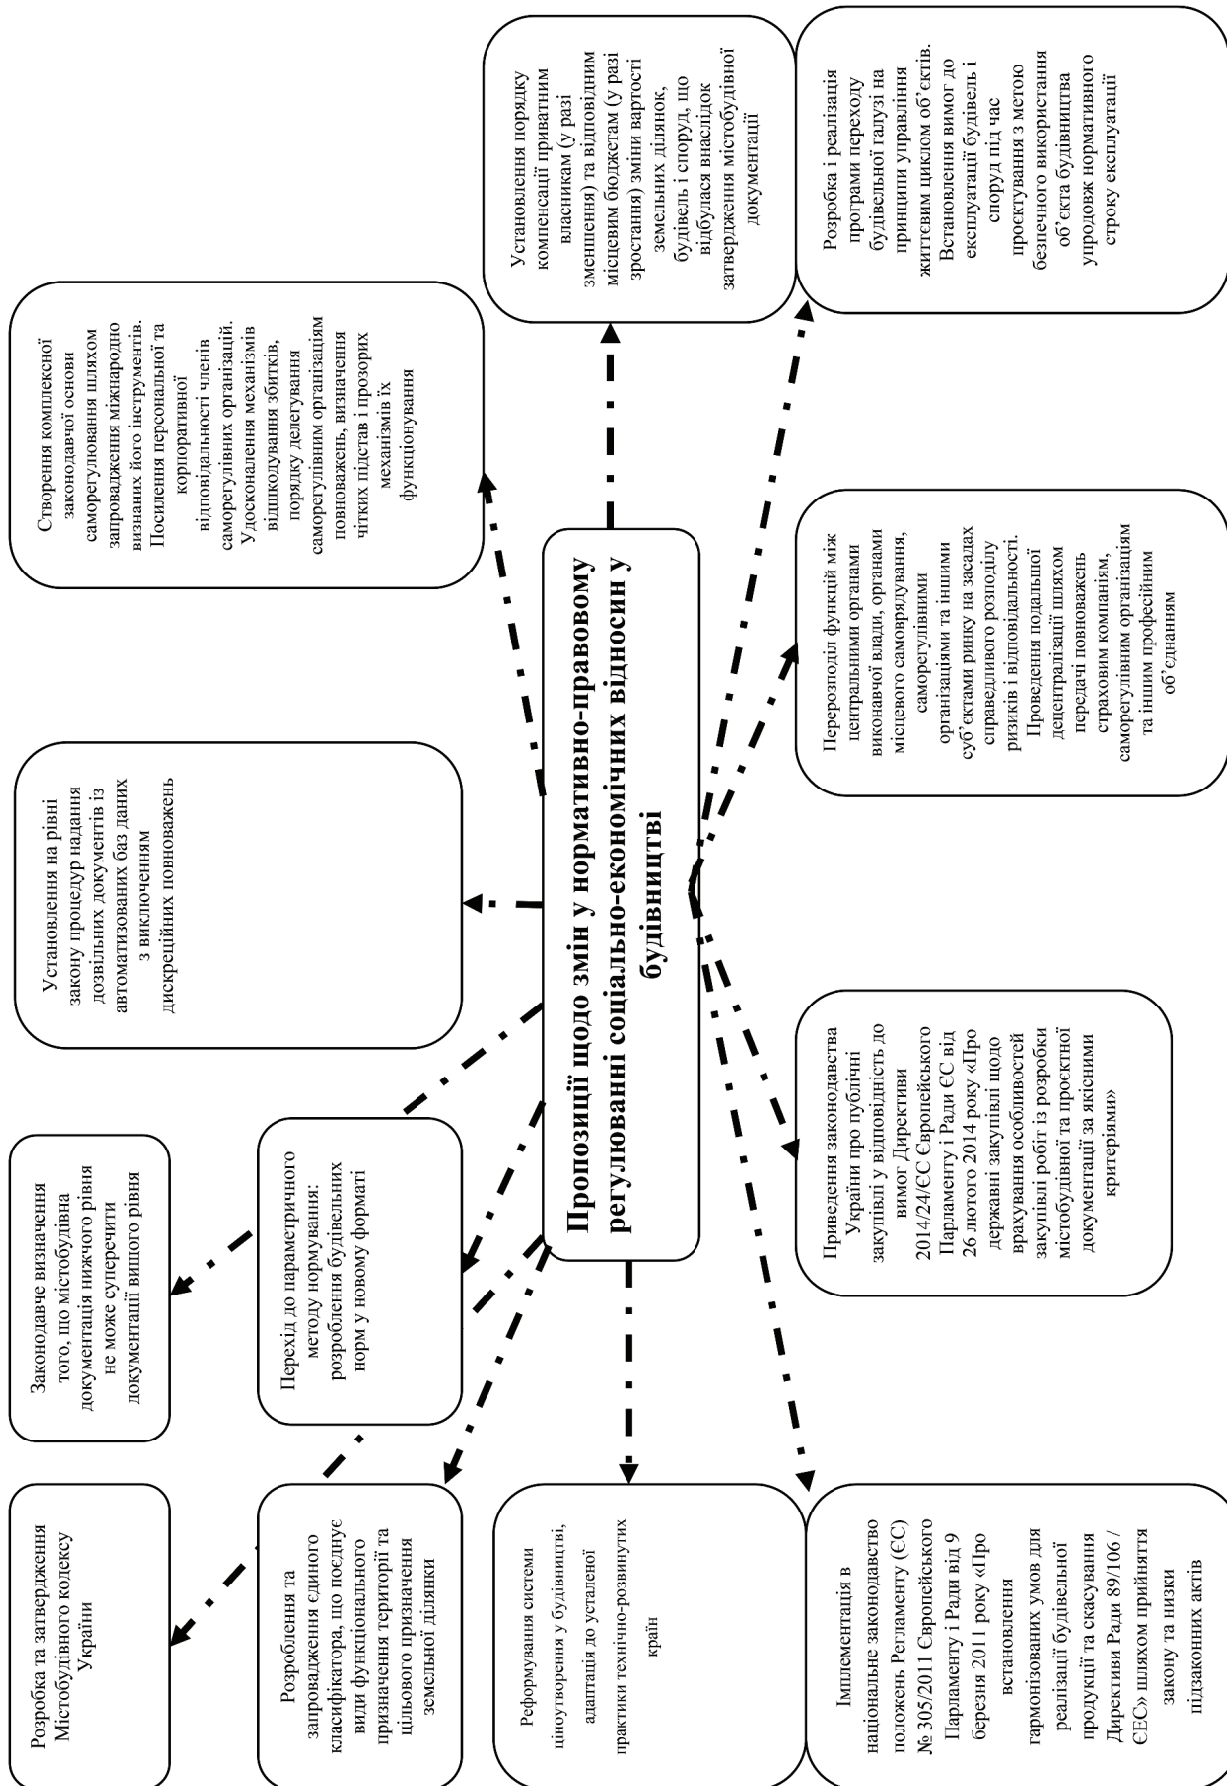 Розробка та затвердження
Містобудівного кодексу
України
Законодавче визначення
того, що містобудівна
документація нижчого рівня
не може суперечити
документації вищого рівня
Установлення на рівні
закону процедур надання
дозвільних документів із
автоматизованих баз даних
з виключенням
дискреційних повноважень
Створення комплексної
законодавчої основи
саморегулювання шляхом
запровадження міжнародно
визнаних його інструментів.
Посилення персональної та
корпоративної
відповідальності членів
саморегулівних організацій.
Удосконалення механізмів
відшкодування збитків,
порядку делегування
саморегулівним організаціям
повноважень, визначення
чітких підстав і прозорих
механізмів їх
функціонування
Розроблення та
запровадження єдиного
класифікатора, що поєднує
види функціонального
призначення території та
цільового призначення
земельної ділянки
Перехід до параметричного
методу нормування:
розроблення будівельних
норм у новому форматі
Реформування системи
ціноутворення у будівництві,
адаптація до усталеної
практики технічно-розвинутих
країн
Пропозиції щодо змін у нормативно-правовому
регулюванні соціально-економічних відносин у
будівництві
Установлення порядку
компенсації приватним
власникам (у разі
зменшення) та відповідним
місцевим бюджетам (у разі
зростання) зміни вартості
земельних ділянок,
будівель і споруд, що
відбулася внаслідок
затвердження містобудівної
документації
Імплементація в
національне законодавство
положень Регламенту (ЄС)
№ 305/2011 Європейського
Парламенту і Ради від 9
березня 2011 року «Про
встановлення
гармонізованих умов для
реалізації будівельної
продукції та скасування
Директиви Ради 89/106 /
ЄЕС» шляхом прийняття
закону та низки
підзаконних актів
Приведення законодавства
України про публічні
закупівлі у відповідність до
вимог Директиви
2014/24/ЄС Європейського
Парламенту і Ради ЄС від
26 лютого 2014 року «Про
державні закупівлі щодо
врахування особливостей
закупівлі робіт із розробки
містобудівної та проєктної
документації за якісними
критеріями»
Перерозподіл функцій між
центральними органами
виконавчої влади, органами
місцевого самоврядування,
саморегулівними
організаціями та іншими
суб’єктами ринку на засадах
справедливого розподілу
ризиків і відповідальності.
Проведення подальшої
децентралізації шляхом
передачі повноважень
страховим компаніям,
саморегулівним організаціям
та іншим професійним
об’єднанням
Розробка і реалізація
програми переходу
будівельної галузі на
принципи управління
життєвим циклом об’єктів.
Встановлення вимог до
експлуатації будівель і
споруд під час
проєктування з метою
безпечного використання
об’єкта будівництва
упродовж нормативного
строку експлуатації